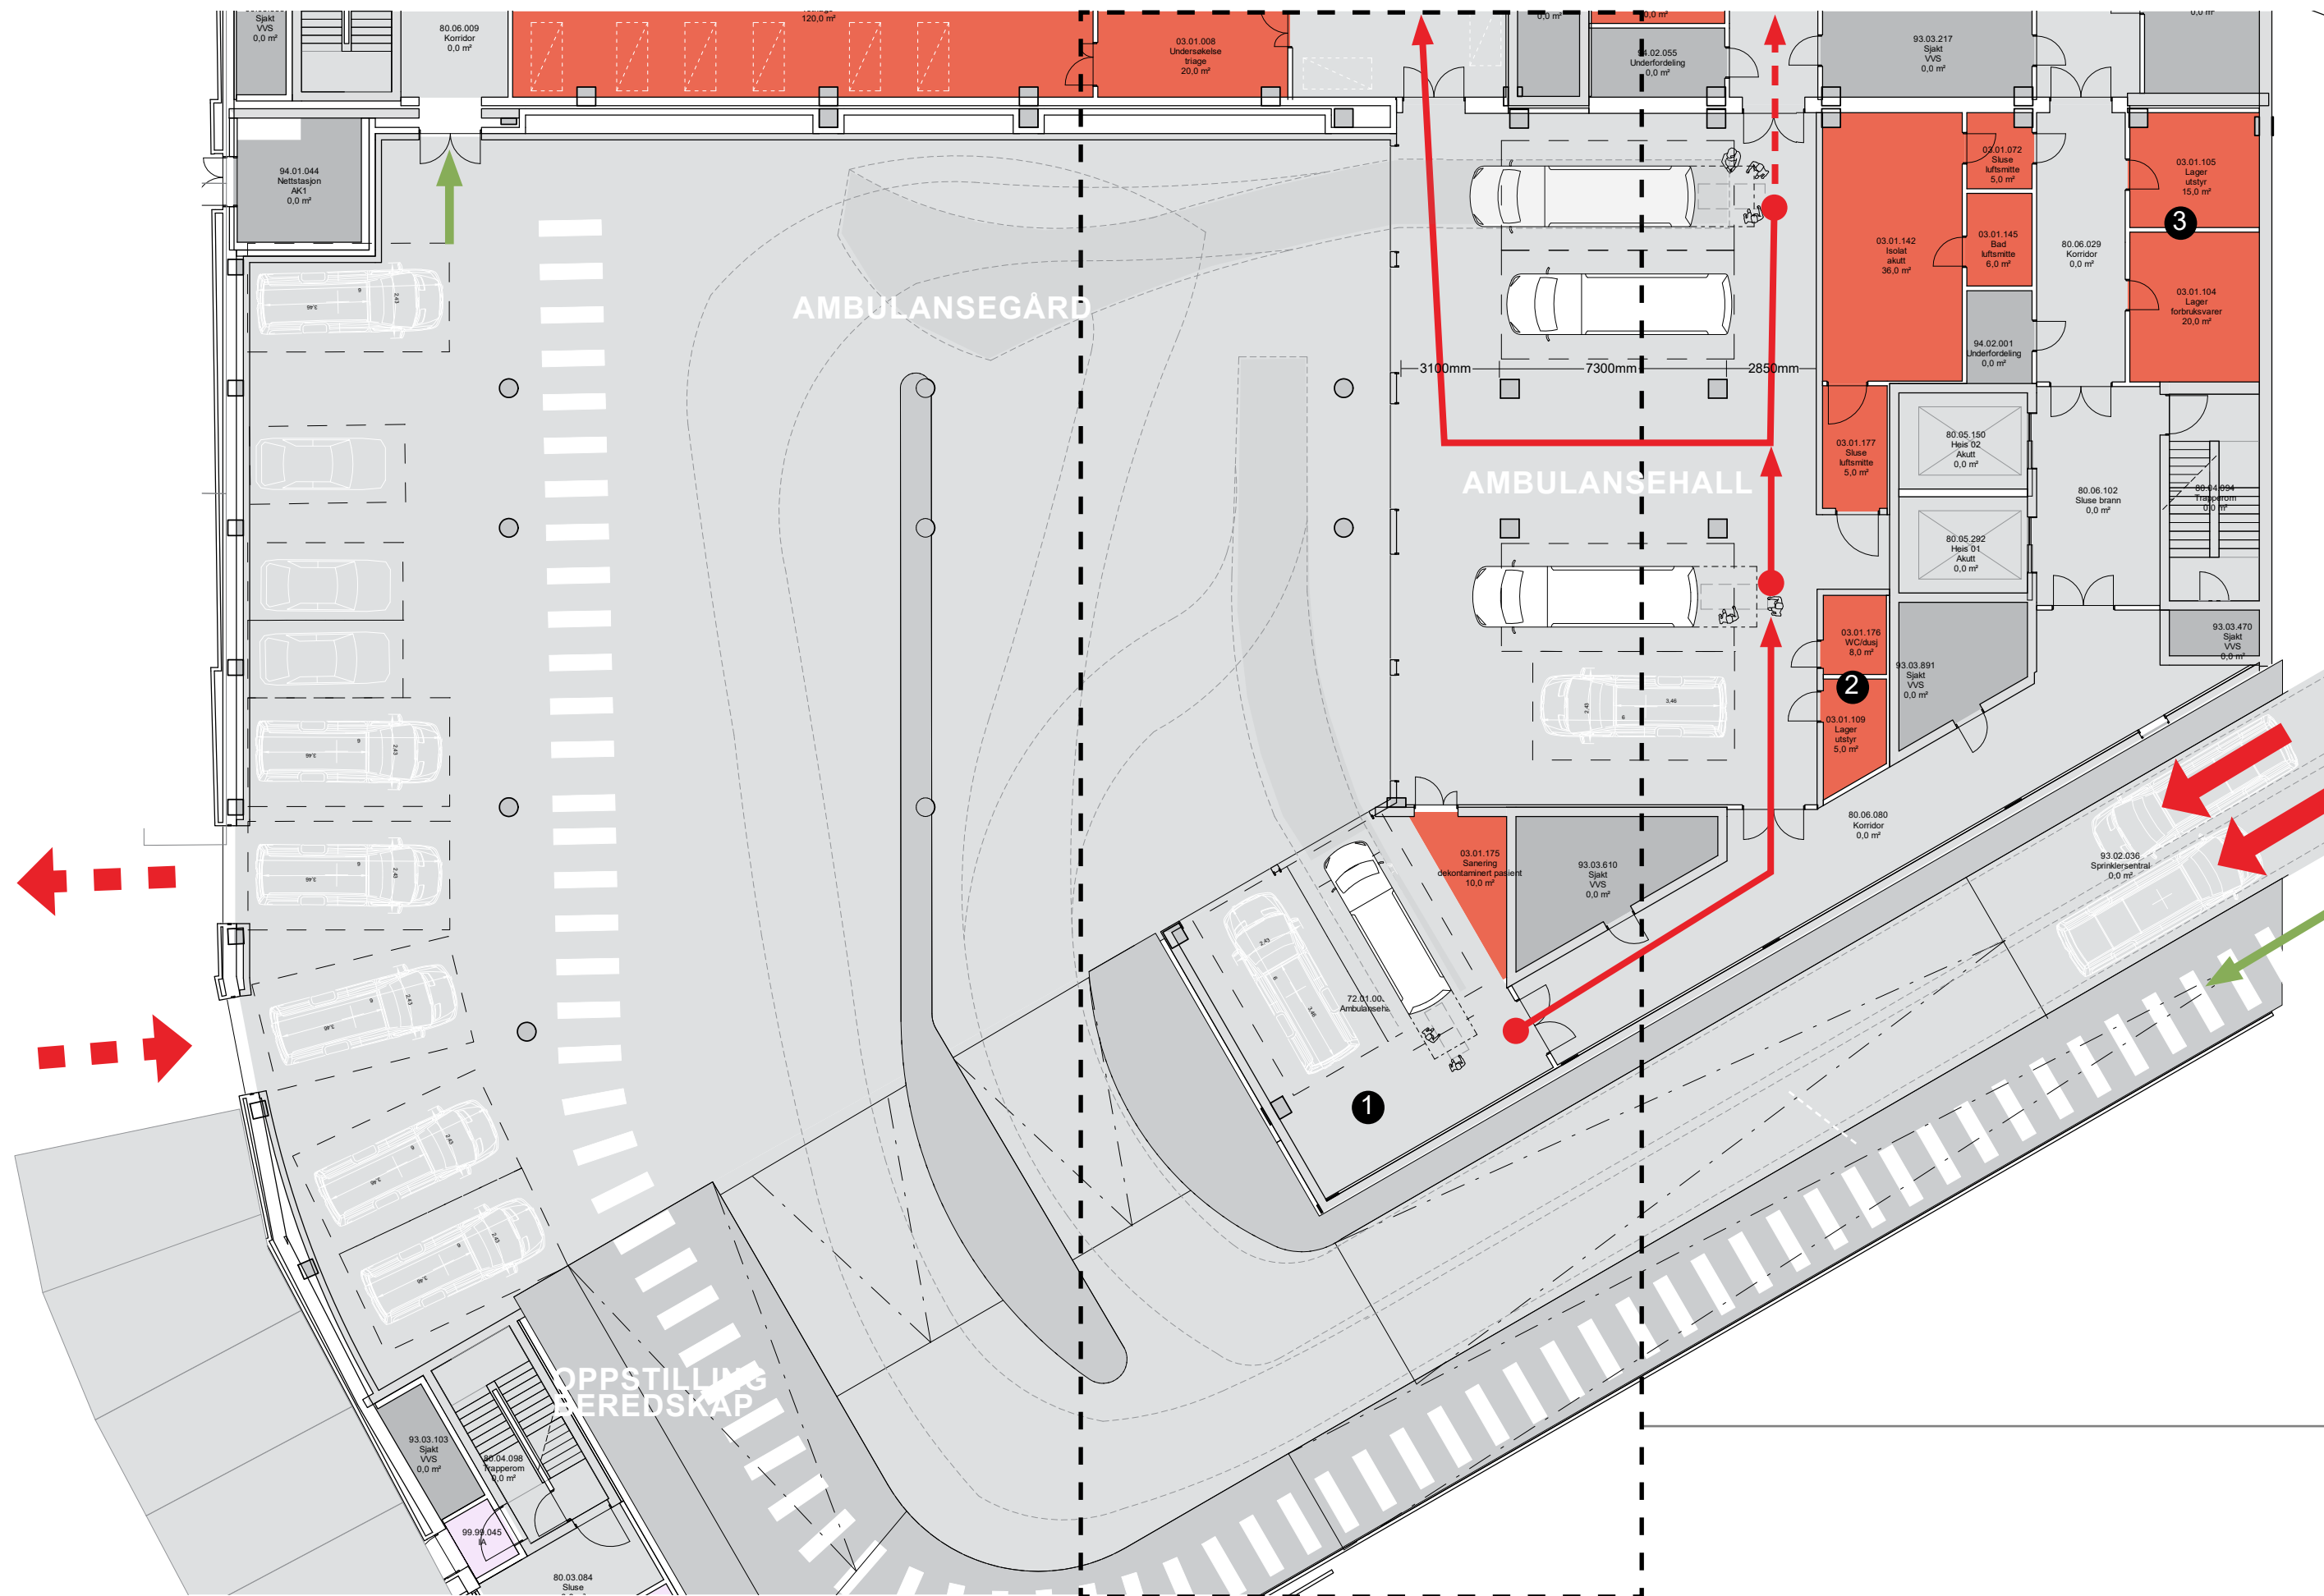 Sjakt
VVS
0,0 m²
80.06.009
Korridor
0,0 m²
120,0 m²
03.01.008
Undersøkelse
triage
20,0 m²
0,0 m²
0,0 m²
94.02.055
Underfordeling
0,0 m²
93.03.217
Sjakt
VVS
0,0 m²
0,0 m²
94.01.044
Nettstasjon
AK1
0,0 m²
03.01.072
Sluse
luftsmitte
5,0 m²
03.01.105
Lager
utstyr
15,0 m²
3
03.01.142
Isolat
akutt
36,0 m²
03.01.145
Bad
luftsmitte
6,0 m²
80.06.029
Korridor
0,0 m²
03.01.104
Lager
forbruksvarer
20,0 m²
AMBULANSEGÅRD
94.02.001
Underfordeling
0,0 m²
3100mm
7300mm
2850mm
03.01.177
Sluse
luftsmitte
5,0 m²
80.05.150
Heis 02
Akutt
0,0 m²
AMBULANSEHALL
80.06.102
Sluse brann
0,0 m²
80.04.094
Trapperom
0,0 m²
80.05.292
Heis 01
Akutt
0,0 m²
03.01.176
WC/dusj
8,0 m²
93.03.470
Sjakt
VVS
0,0 m²
2
93.03.891
Sjakt
VVS
0,0 m²
03.01.109
Lager
utstyr
5,0 m²
80.06.080
Korridor
0,0 m²
03.01.175
Sanering
dekontaminert pasient
10,0 m²
93.03.610
Sjakt
VVS
0,0 m²
93.02.036
Sprinklersentral
0,0 m²
1
OPPSTILLING
BEREDSKAP
93.03.103
Sjakt
VVS
0,0 m²
80.04.098
Trapperom
0,0 m²
99.99.045
IA
80.03.084
Sluse